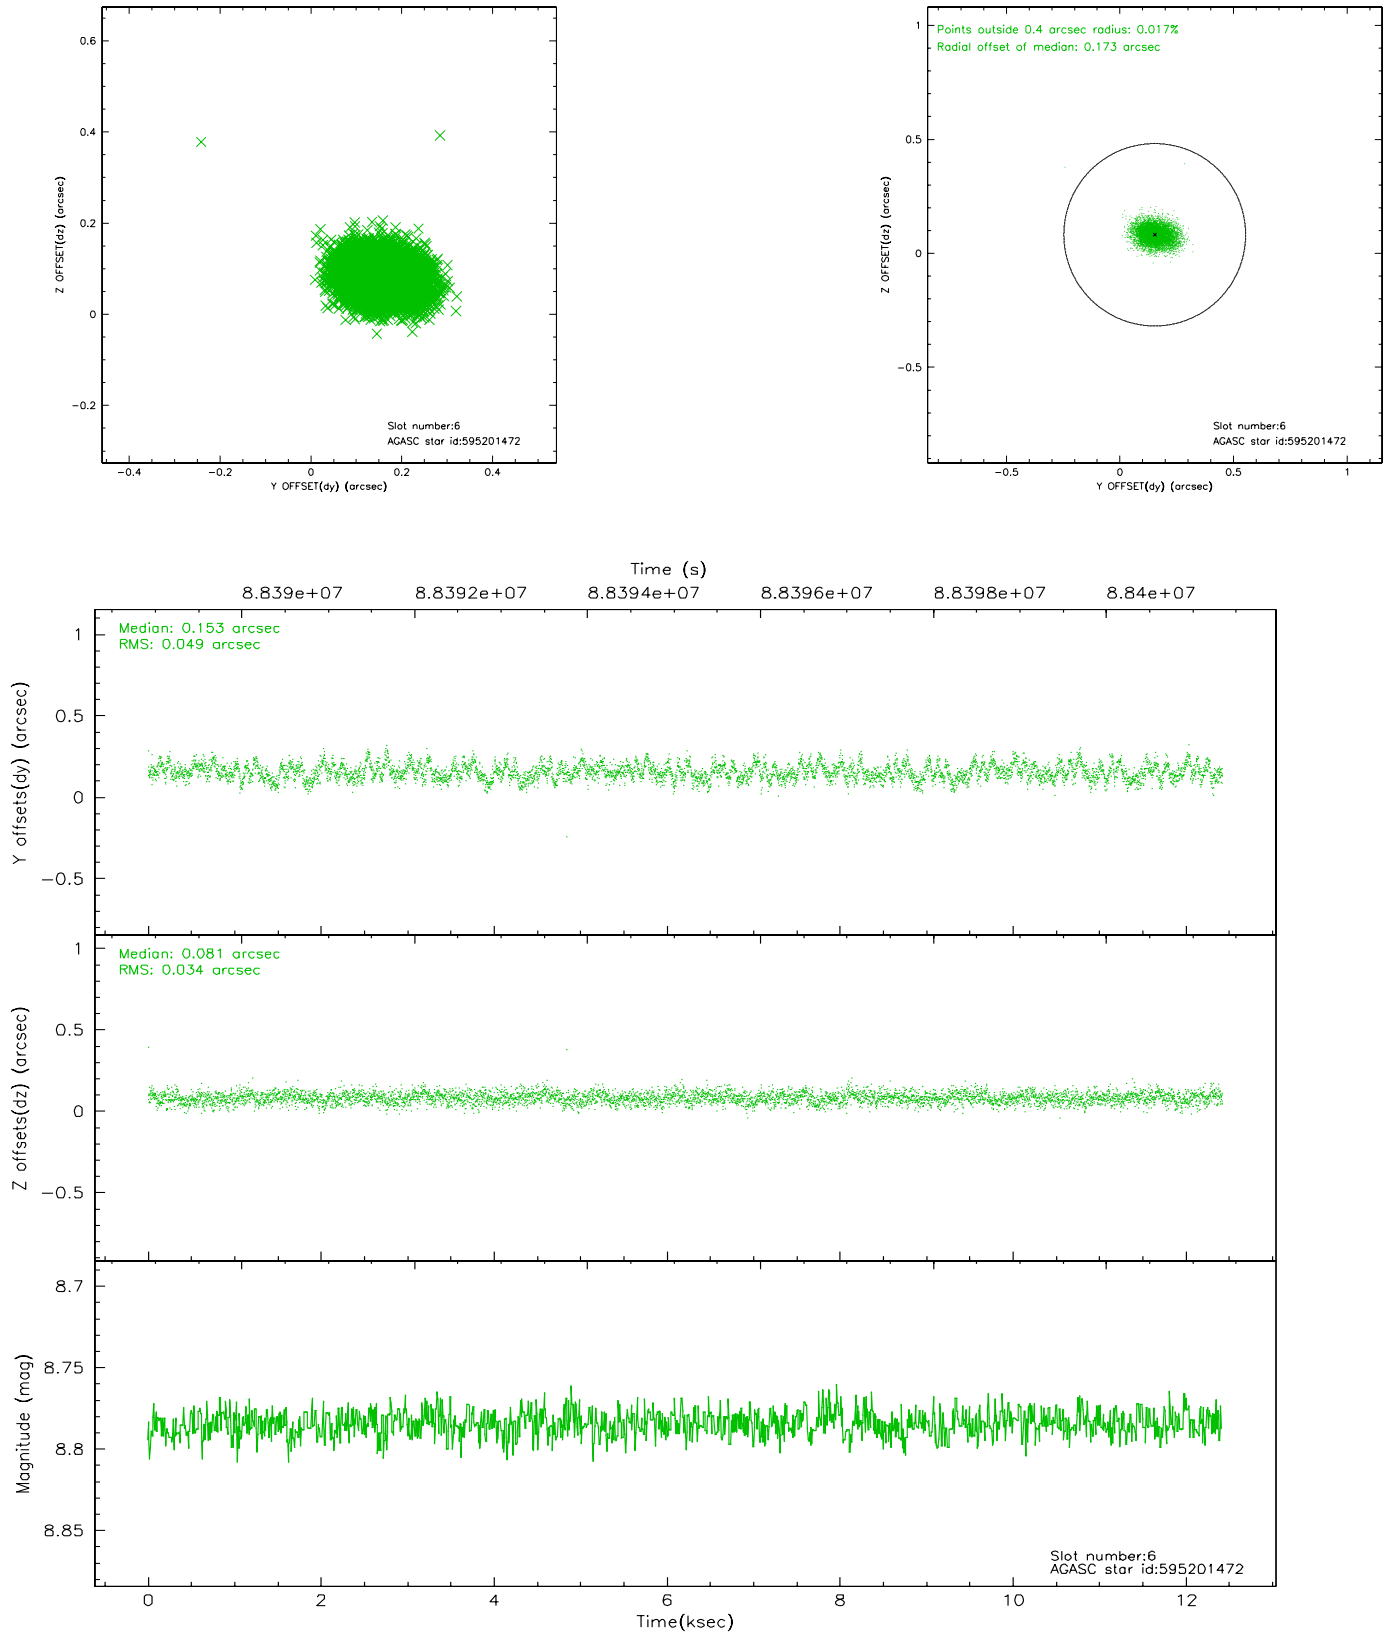 0.6
0.4
0.2
0
−0.2
Z OFFSET(dz) (arcsec)
Slot number:6
AGASC star id:595201472
−0.4 −0.2 0 0.2 0.4
Y OFFSET(dy) (arcsec)
Points outside 0.4 arcsec radius: 0.017%
Radial offset of median: 0.173 arcsec
1
0.5
0
−0.5
Z OFFSET(dz) (arcsec)
Slot number:6
AGASC star id:595201472
−0.5 0 0.5 1
Y OFFSET(dy) (arcsec)
Time (s)
8.839e+07 8.8392e+07 8.8394e+07 8.8396e+07 8.8398e+07 8.84e+07
Median: 0.153 arcsec
RMS: 0.049 arcsec
1
0.5
0
−0.5
Y offsets(dy) (arcsec)
Median: 0.081 arcsec
RMS: 0.034 arcsec
1
0.5
0
−0.5
Z offsets(dz) (arcsec)
8.7
8.75
8.8
8.85
Magnitude (mag)
Slot number:6
AGASC star id:595201472
0 2 4 6 8 10 12
Time(ksec)